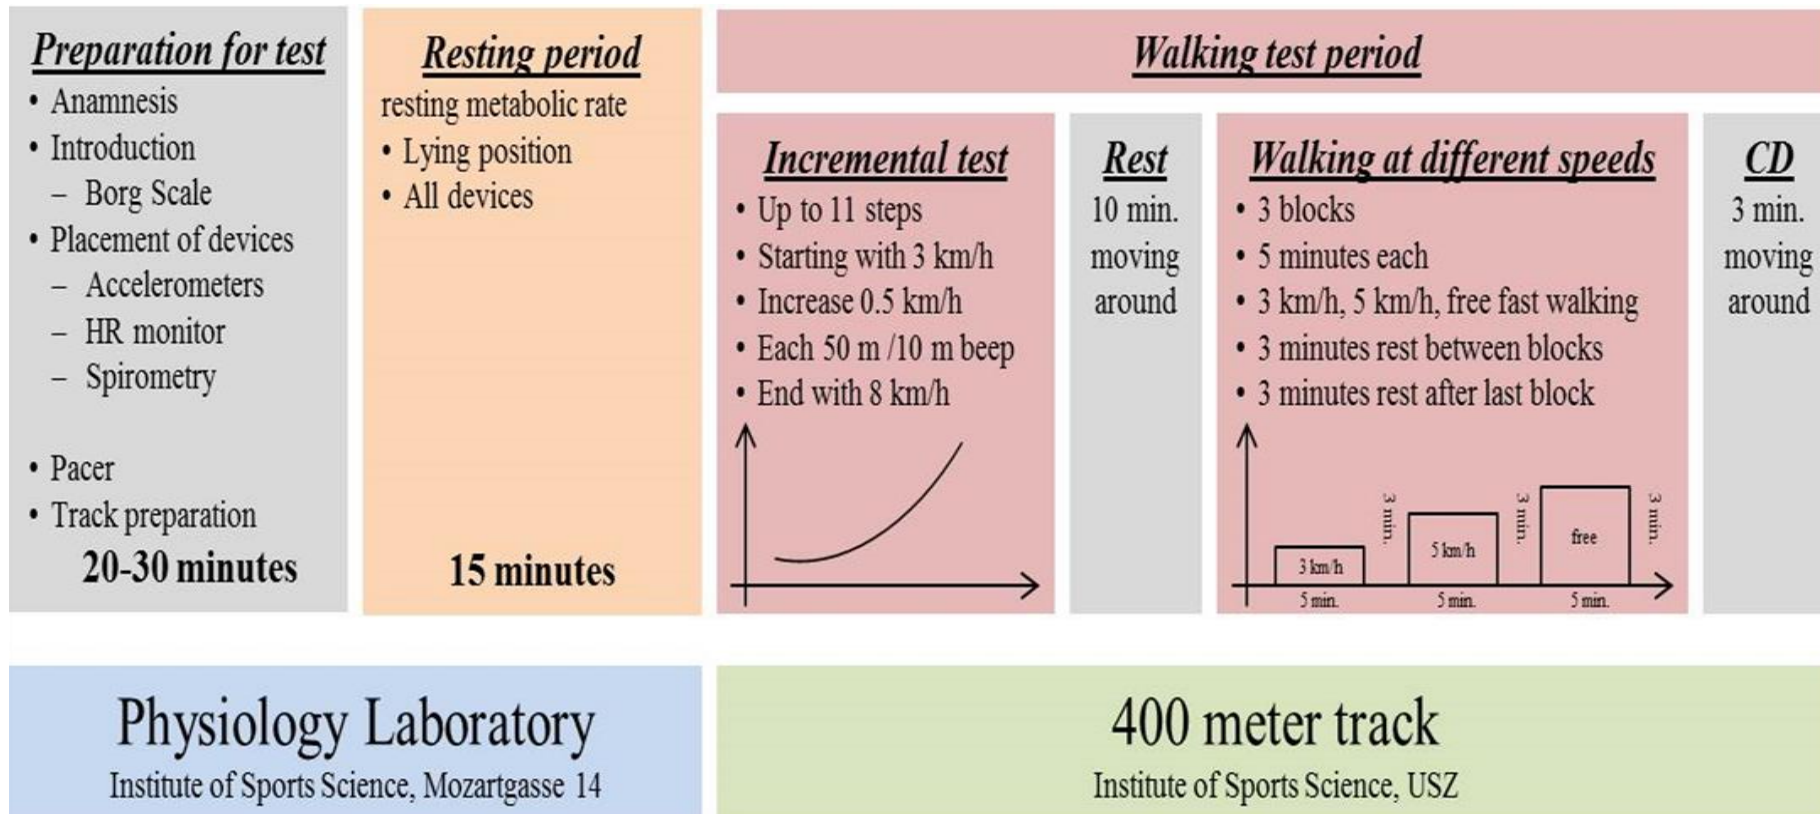 Preparation for test
• Anamnesis
• Introduction
– Borg Scale
• Placement of devices
– Accelerometers
– HR monitor
– Spirometry
• Pacer
• Track preparation
20-30 minutes
Resting period
resting metabolic rate
• Lying position
• All devices
15 minutes
Walking test period
Incremental test
• Up to 11 steps
• Starting with 3 km/h
• Increase 0.5 km/h
• Each 50 m /10 m beep
• End with 8 km/h
Rest
10 min.
moving
around
Walking at different speeds
• 3 blocks
• 5 minutes each
• 3 km/h, 5 km/h, free fast walking
• 3 minutes rest between blocks
• 3 minutes rest after last block
3 km/h
5 min.
3 min.
5 km/h
5 min.
3 min.
free
5 min.
3 min.
CD
3 min.
moving
around
Physiology Laboratory
Institute of Sports Science, Mozartgasse 14
400 meter track
Institute of Sports Science, USZ